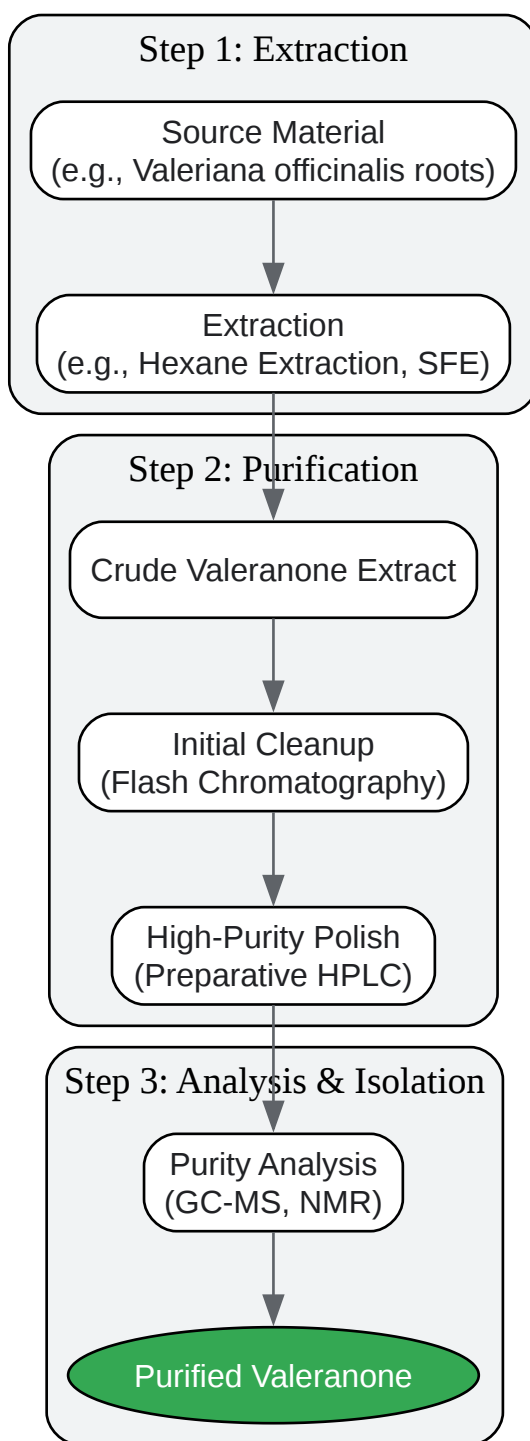 Step 1: Extraction
Source Material
(e.g., Valeriana officinalis roots)
Extraction
(e.g., Hexane Extraction, SFE)
Step 2: Purification
Crude Valeranone Extract
Initial Cleanup
(Flash Chromatography)
High-Purity Polish
(Preparative HPLC)
Step 3: Analysis & Isolation
Purity Analysis
(GC-MS, NMR)
Purified Valeranone